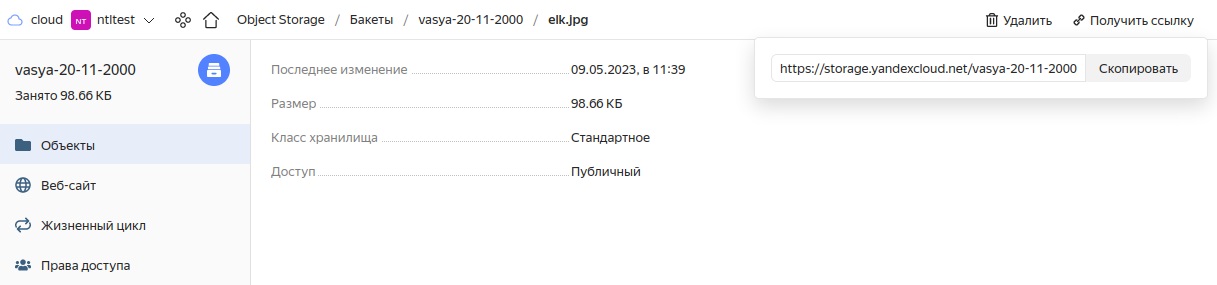 cloud NT ntltest Object Storage / Бакеты / vasya-20-11-2000 / elk.jpg Удалить Получить ссылку
https://storage.yandexcloud.net/vasya-20-11-2000 Скопировать
vasya-20-11-2000
Занято 98.66 КБ
Объекты
Веб-сайт
Жизненный цикл
Права доступа
Последнее изменение 09.05.2023, в 11:39
Размер 98.66 КБ
Класс хранилища Стандартное
Доступ Публичный